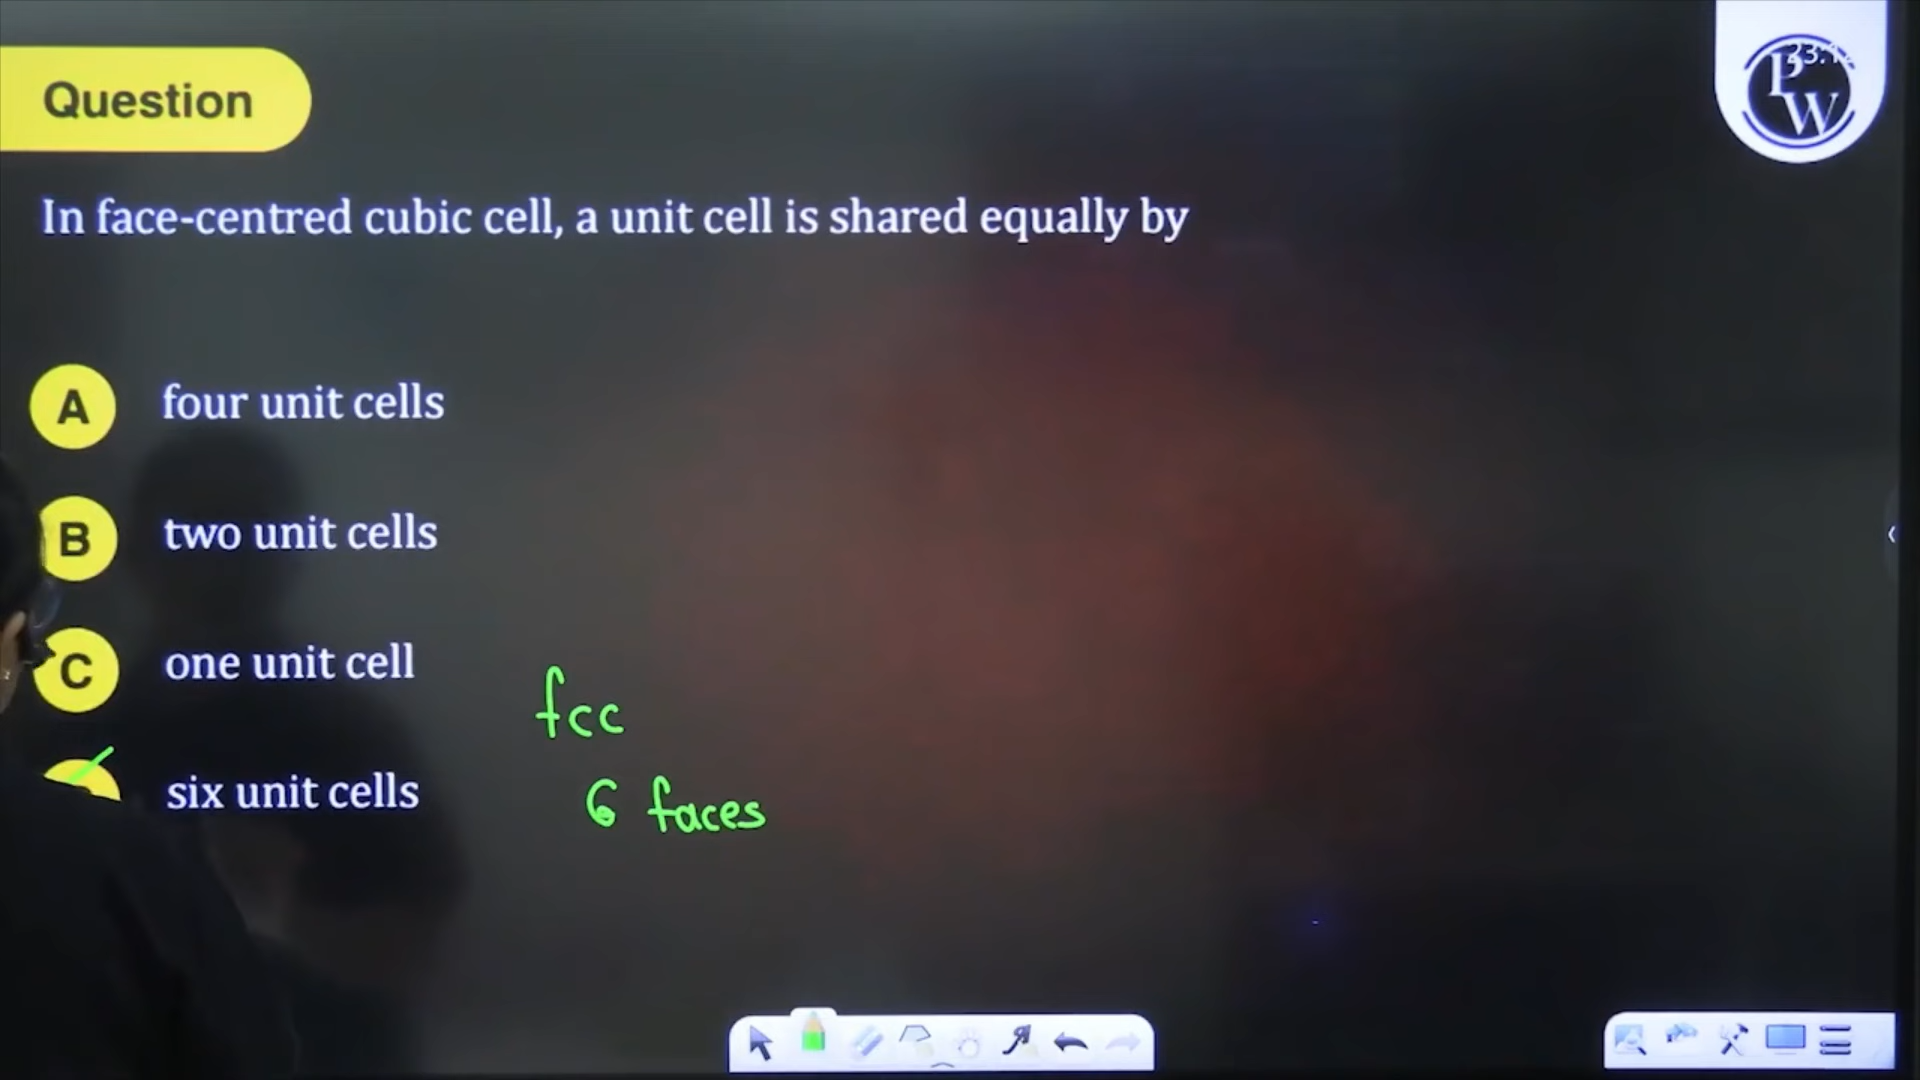 Question
In face-centred cubic cell, a unit cell is shared equally by
A four unit cells
B two unit cells
C one unit cell
six unit cells
fcc
6 faces
P
W